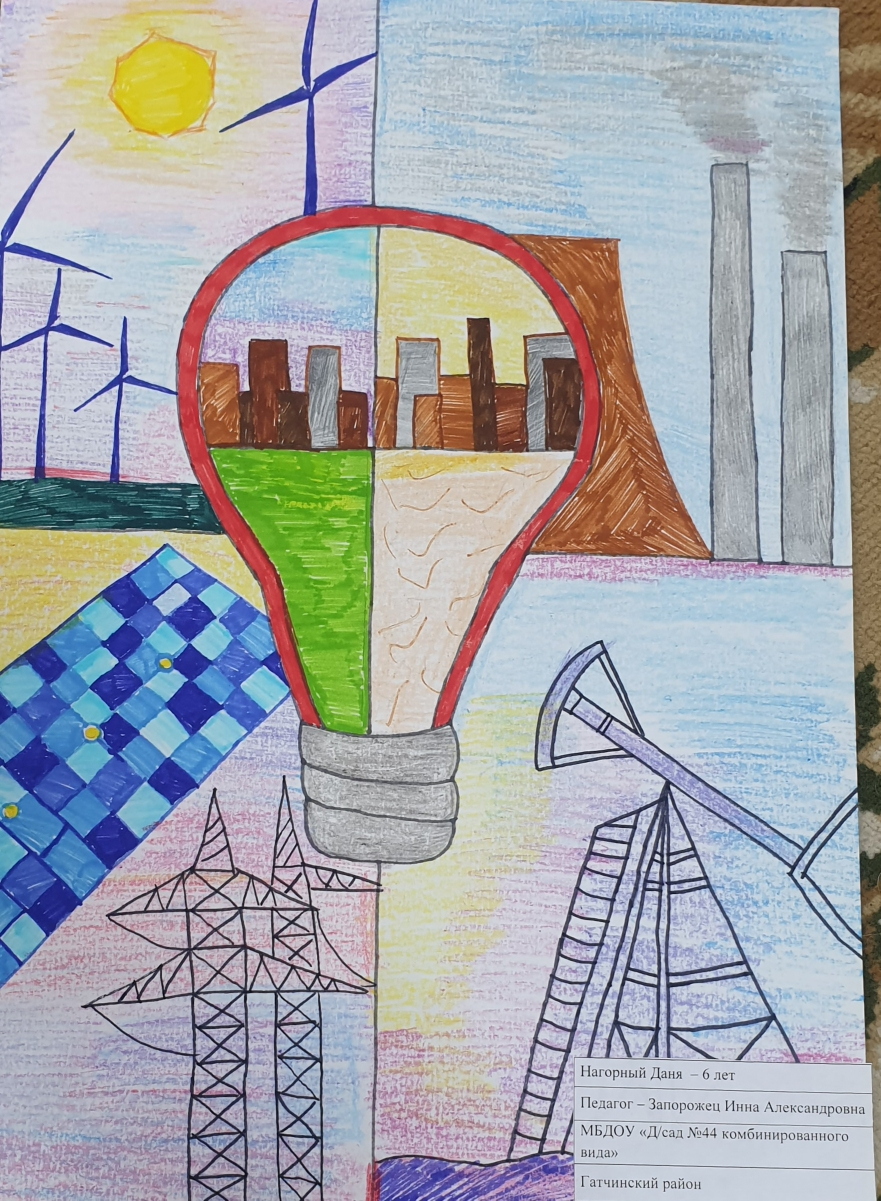 Нагорный Даня – 6 лет
Педагог – Запорожец Инна Александровна
МБДОУ «Д/сад №44 комбинированного
вида»
Гатчинский район